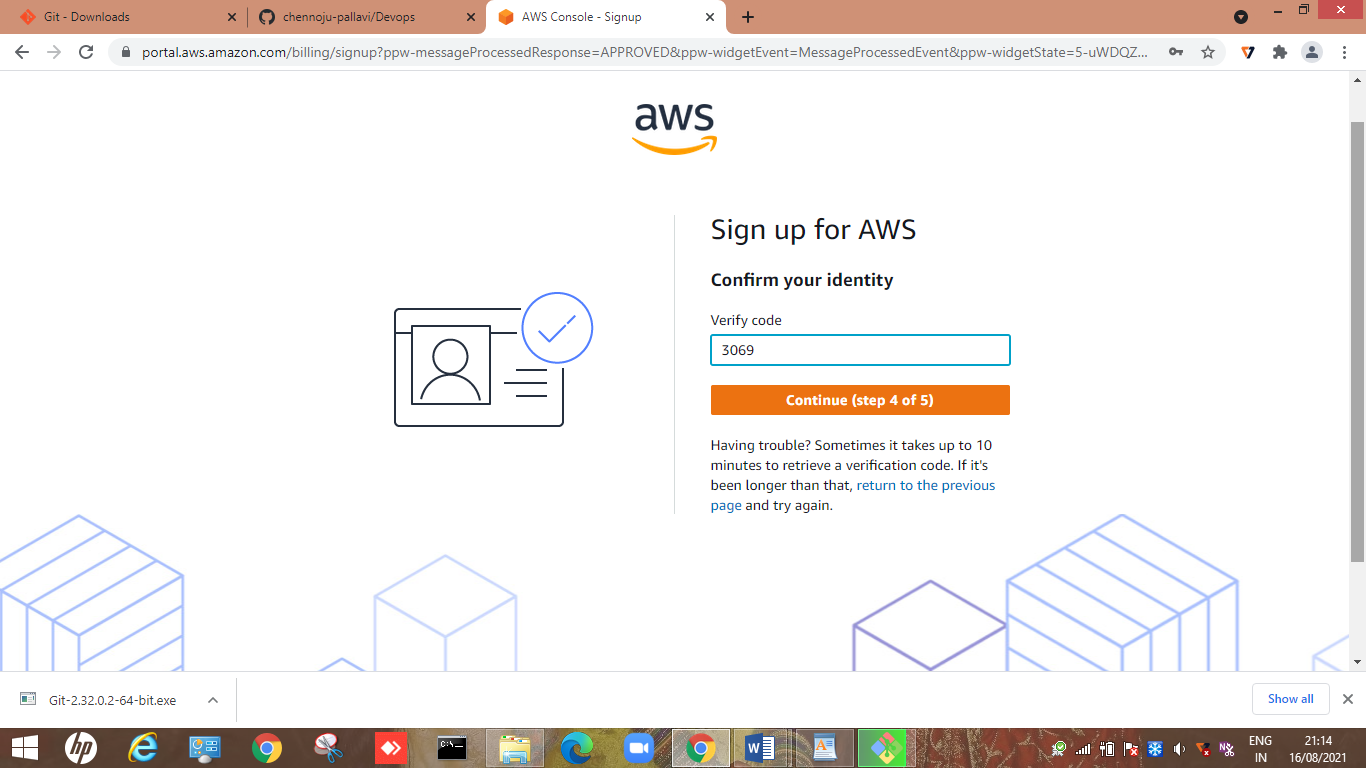 Git - Downloads
chennoju-pallavi/Devops
AWS Console - Signup
portal.aws.amazon.com/billing/signup?ppw-messageProcessedResponse=APPROVED&ppw-widgetEvent=MessageProcessedEvent&ppw-widgetState=5-uWDQZ...
aws
Sign up for AWS
Confirm your identity
Verify code
3069
Continue (step 4 of 5)
Having trouble? Sometimes it takes up to 10
minutes to retrieve a verification code. If it's
been longer than that, return to the previous
page and try again.
Git-2.32.0.2-64-bit.exe
Show all
hp
C:\
W
ENG
IN
21:14
16/08/2021